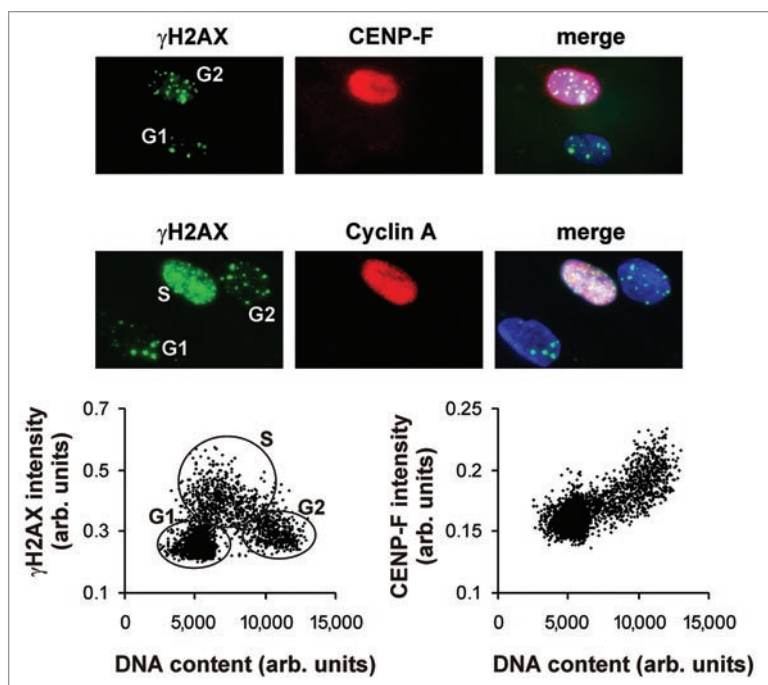 γH2AX CENP-F merge
G2
G1
γH2AX Cyclin A merge
S
G2
G1
0.7
0.5
0.3
0.1
γH2AX intensity
(arb. units)
S
G1
G2
0 5,000 10,000 15,000
DNA content (arb. units)
0.25
0.2
0.15
0.1
CENP-F intensity
(arb. units)
0 5,000 10,000 15,000
DNA content (arb. units)